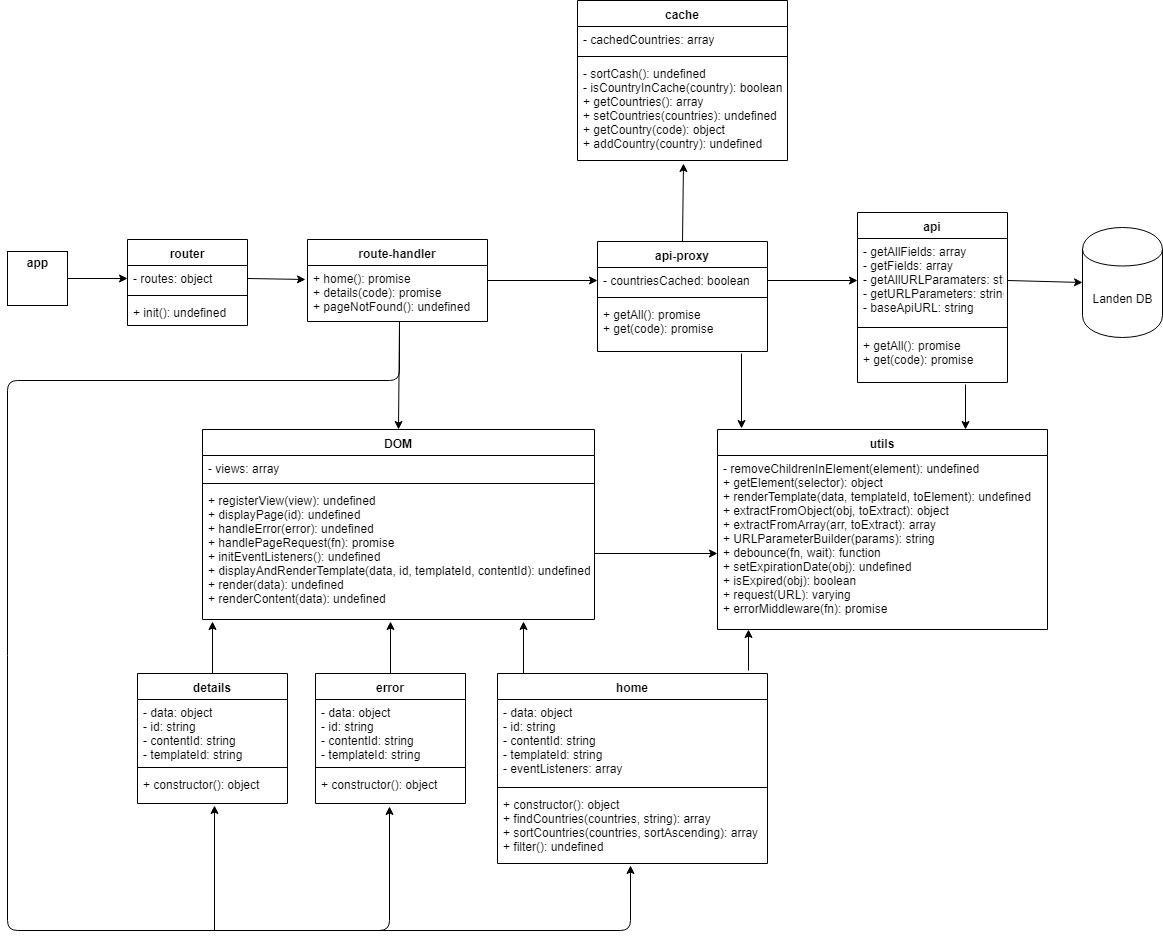 cache
- cachedCountries: array
- sortCash(): undefined
- isCountryInCache(country): boolean
+ getCountries(): array
+ setCountries(countries): undefined
+ getCountry(code): object
+ addCountry(country): undefined
app
router
- routes: object
+ init(): undefined
route-handler
+ home(): promise
+ details(code): promise
+ pageNotFound(): undefined
api-proxy
- countriesCached: boolean
+ getAll(): promise
+ get(code): promise
api
- getAllFields: array
- getFields: array
- getAllURLParamaters: st
- getURLParameters: strin
- baseApiURL: string
+ getAll(): promise
+ get(code): promise
Landen DB
DOM
- views: array
+ registerView(view): undefined
+ displayPage(id): undefined
+ handleError(error): undefined
+ handlePageRequest(fn): promise
+ initEventListeners(): undefined
+ displayAndRenderTemplate(data, id, templateId, contentId): undefined
+ render(data): undefined
+ renderContent(data): undefined
utils
- removeChildrenInElement(element): undefined
+ getElement(selector): object
+ renderTemplate(data, templateId, toElement): undefined
+ extractFromObject(obj, toExtract): object
+ extractFromArray(arr, toExtract): array
+ URLParameterBuilder(params): string
+ debounce(fn, wait): function
+ setExpirationDate(obj): undefined
+ isExpired(obj): boolean
+ request(URL): varying
+ errorMiddleware(fn): promise
details
- data: object
- id: string
- contentId: string
- templateId: string
+ constructor(): object
error
- data: object
- id: string
- contentId: string
- templateId: string
+ constructor(): object
home
- data: object
- id: string
- contentId: string
- templateId: string
- eventListeners: array
+ constructor(): object
+ findCountries(countries, string): array
+ sortCountries(countries, sortAscending): array
+ filter(): undefined